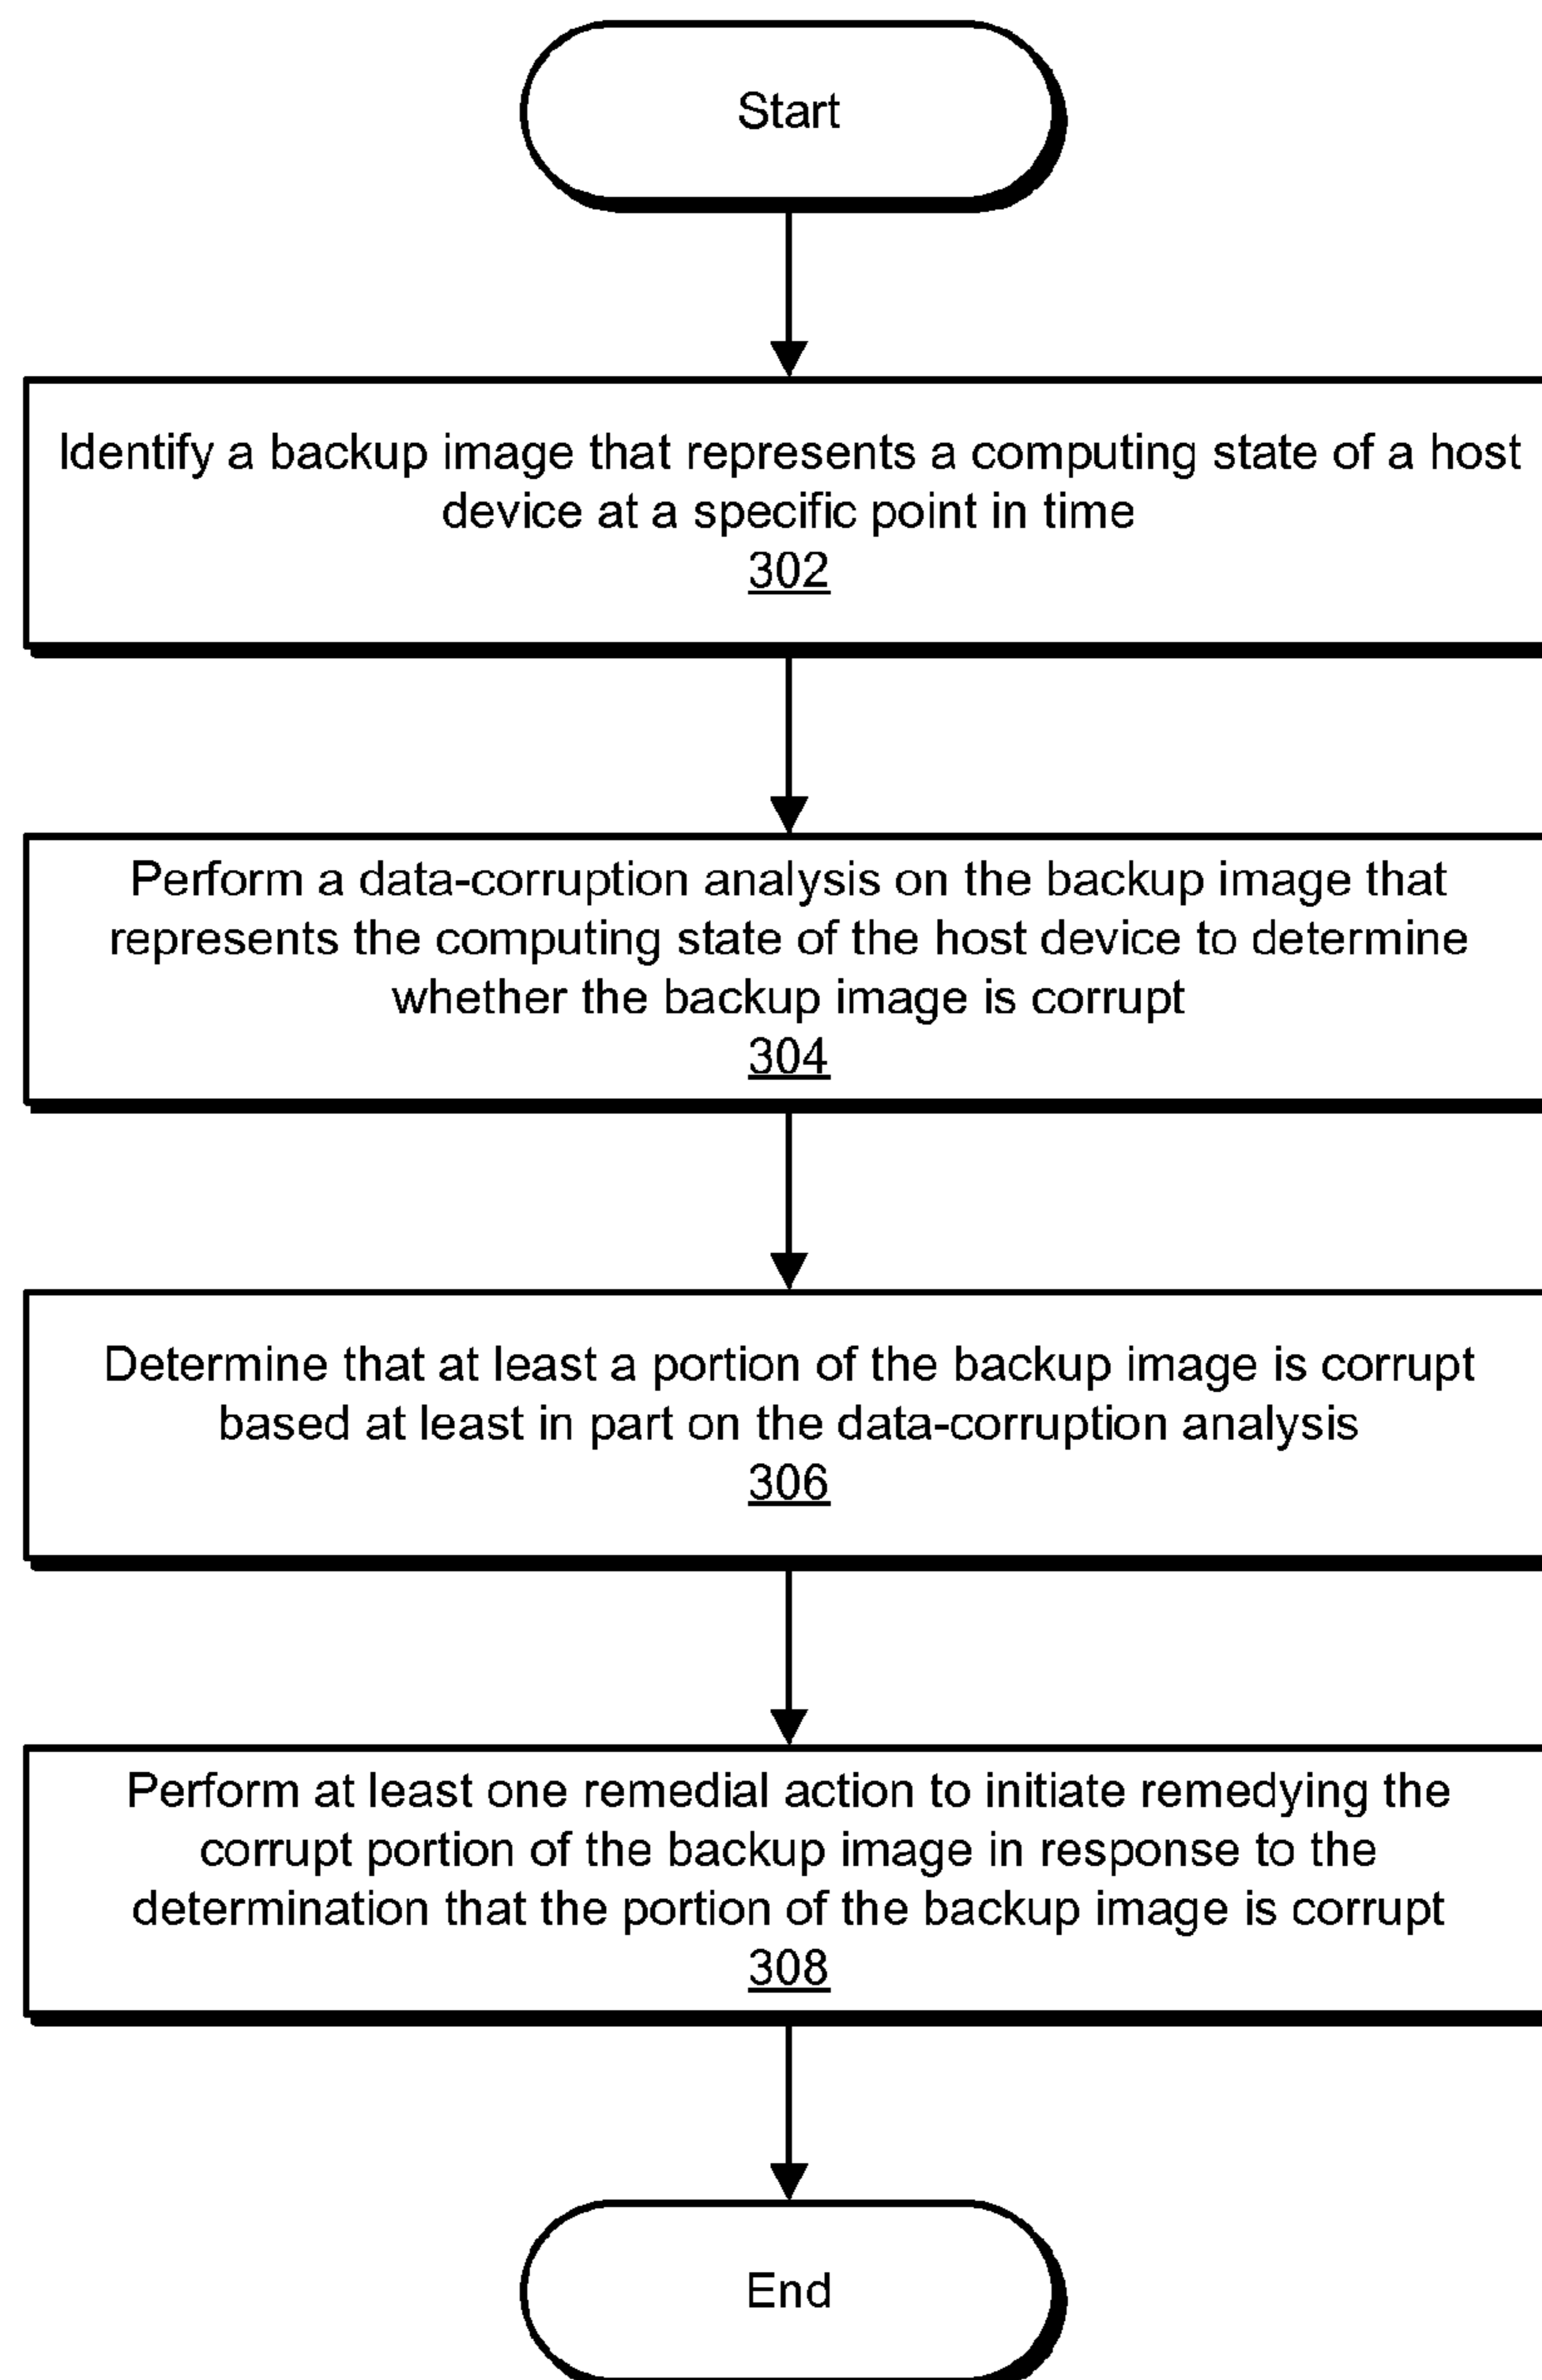 Start
Identify a backup image that represents a computing state of a host
device at a specific point in time
302
Perform a data-corruption analysis on the backup image that
represents the computing state of the host device to determine
whether the backup image is corrupt
304
Determine that at least a portion of the backup image is corrupt
based at least in part on the data-corruption analysis
306
Perform at least one remedial action to initiate remedying the
corrupt portion of the backup image in response to the
determination that the portion of the backup image is corrupt
308
End